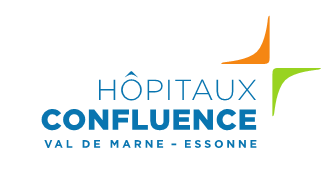 HÔPITAUX
CONFLUENCE
VAL DE MARNE – ESSONNE